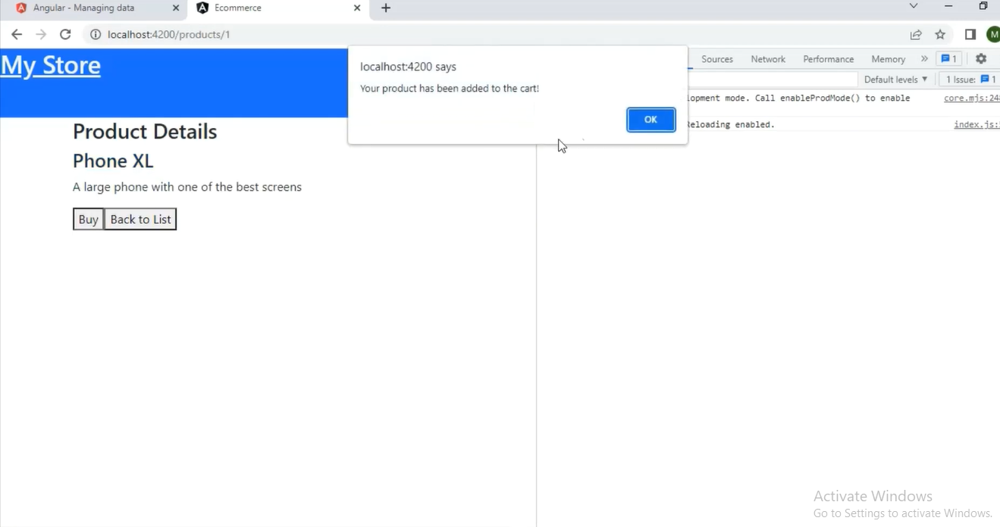 Angular - Managing data
Ecommerce
localhost:4200/products/1
M
My Store
localhost:4200 says
Your product has been added to the cart!
OK
Sources Network Performance Memory » 1
Default levels ▼ 1 Issue: 1
lopment mode. Call enableProdMode() to enable core.mjs:24
Reloading enabled. index.js:
Product Details
Phone XL
A large phone with one of the best screens
Buy Back to List
Activate Windows
Go to Settings to activate Windows.